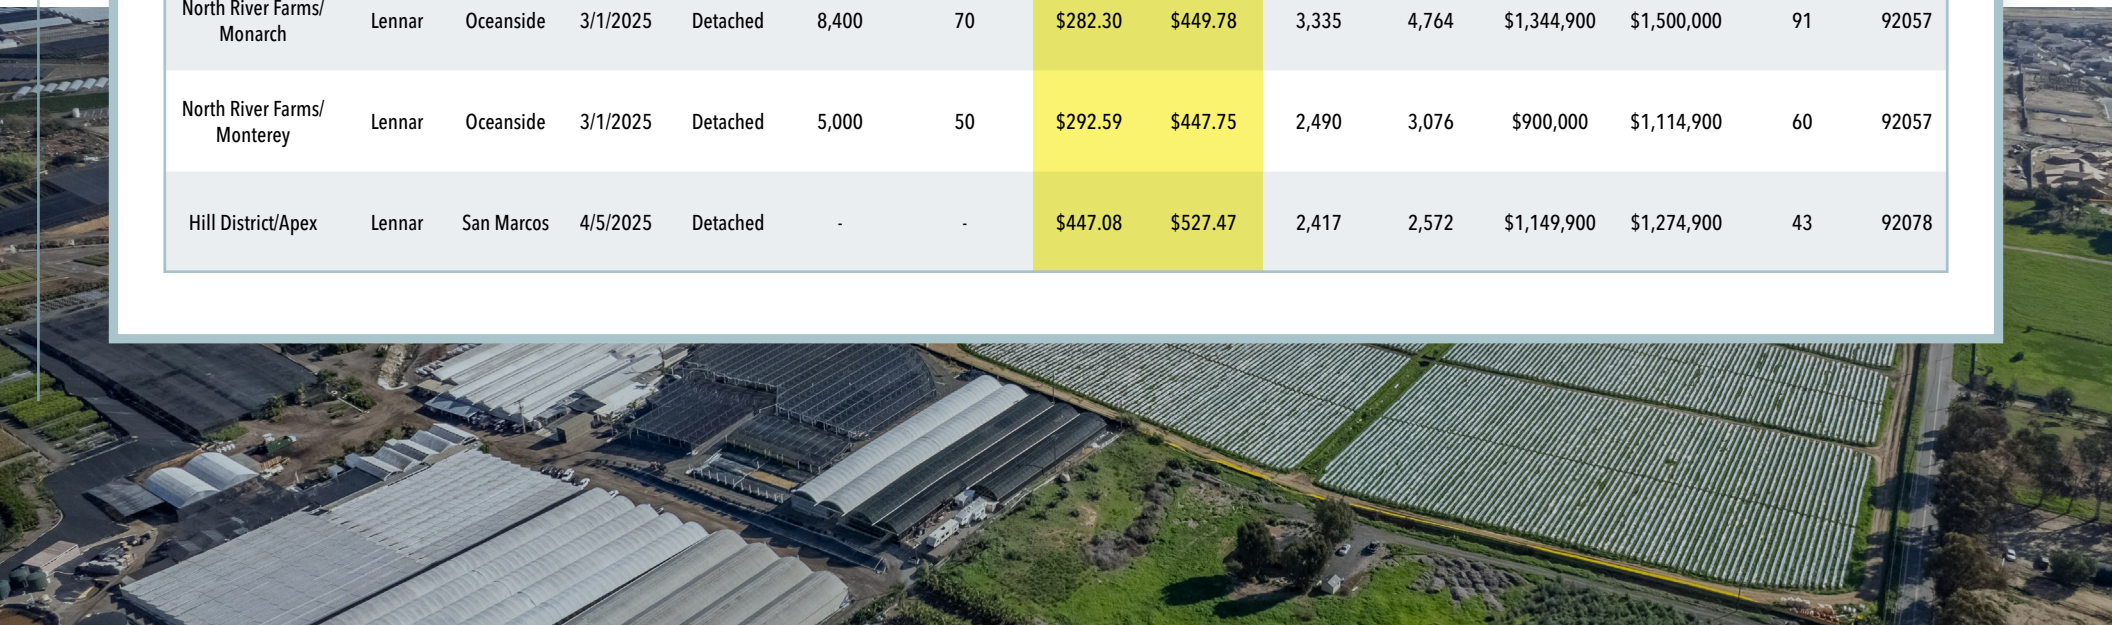 North River Farms/
Monarch Lennar Oceanside 3/1/2025 Detached 8,400 70 $282.30 $449.78 3,335 4,764 $1,344,900 $1,500,000 91 92057
North River Farms/
Monterey Lennar Oceanside 3/1/2025 Detached 5,000 50 $292.59 $447.75 2,490 3,076 $900,000 $1,114,900 60 92057
Hill District/Apex Lennar San Marcos 4/5/2025 Detached - - $447.08 $527.47 2,417 2,572 $1,149,900 $1,274,900 43 92078